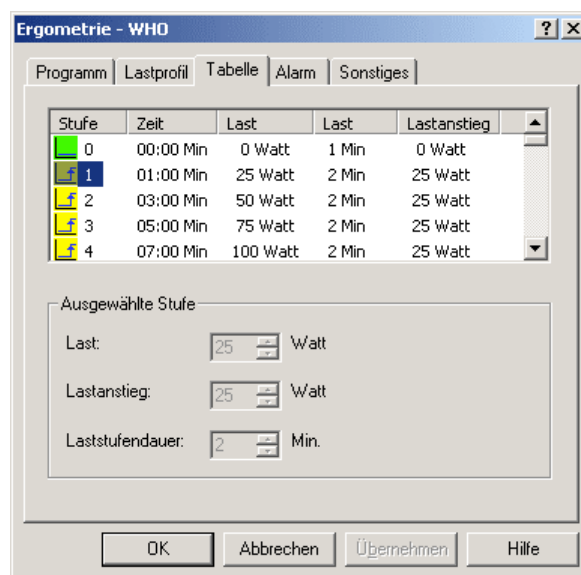 Ergometrie - WHO
Programm Lastprofil Tabelle Alarm Sonstiges
Stufe Zeit Last Last Lastanstieg
0 00:00 Min 0 Watt 1 Min 0 Watt
1 01:00 Min 25 Watt 2 Min 25 Watt
2 03:00 Min 50 Watt 2 Min 25 Watt
3 05:00 Min 75 Watt 2 Min 25 Watt
4 07:00 Min 100 Watt 2 Min 25 Watt
Ausgewählte Stufe
Last: 25 Watt
Lastanstieg: 25 Watt
Laststufendauer: 2 Min.
OK Abbrechen Übernehmen Hilfe